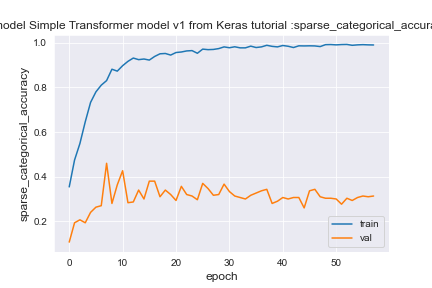 model Simple Transformer model v1 from Keras tutorial :sparse_categorical_accura
sparse_categorical_accuracy
1.0
0.8
0.6
0.4
0.2
train
val
0 10 20 30 40 50
epoch